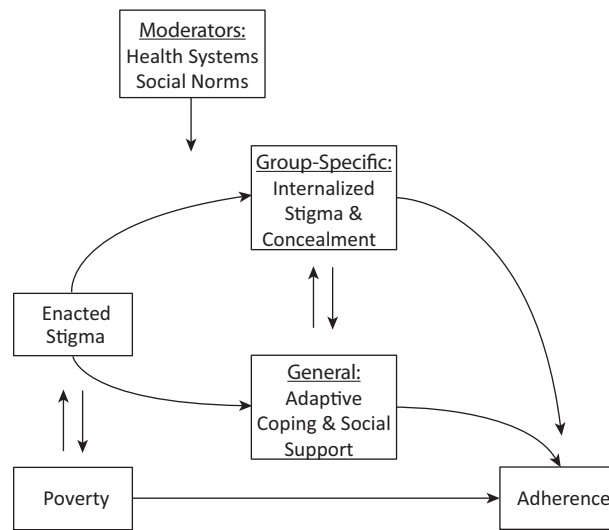 Moderators:
Health Systems
Social Norms
Group-Specific:
Internalized
Stigma &
Concealment
Enacted
Stigma
General:
Adaptive
Coping & Social
Support
Poverty
Adherence